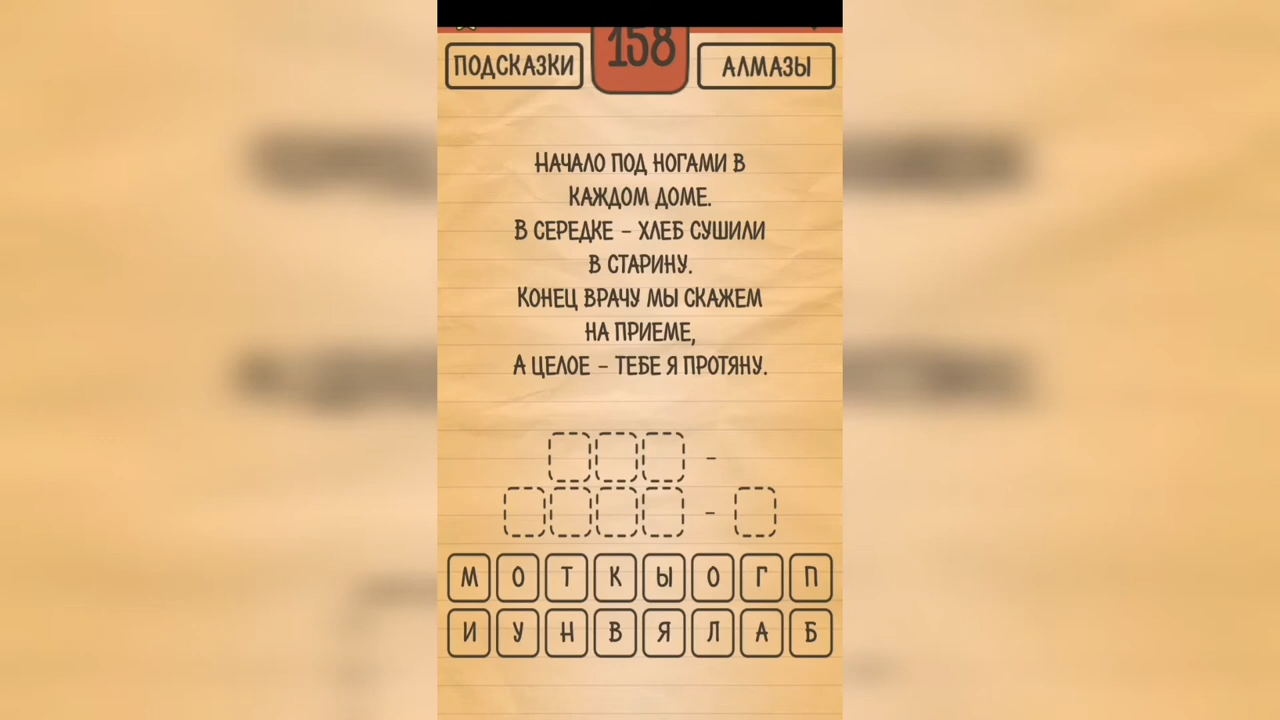 ПОДСКАЗКИ 158 АЛМАЗЫ
НАЧАЛО ПОД НОГАМИ В
КАЖДОМ ДОМЕ.
В СЕРЕДКЕ – ХЛЕБ СУШИЛИ
В СТАРИНУ.
КОНЕЦ ВРАЧУ МЫ СКАЖЕМ
НА ПРИЕМЕ,
А ЦЕЛОЕ – ТЕБЕ Я ПРОТЯНУ.
-
-
М О Т К Ы О Г П
И У Н В Я Л А Б